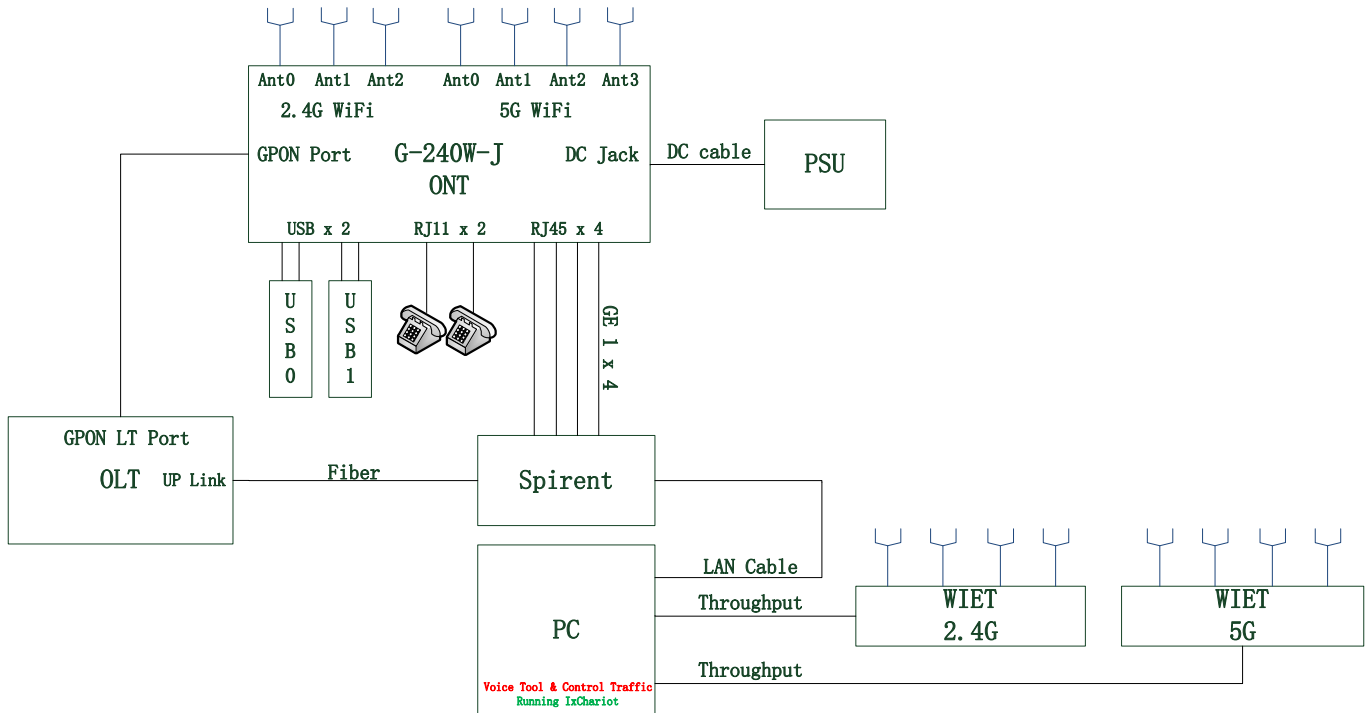 Ant0 Ant1 Ant2 Ant0 Ant1 Ant2 Ant3
2.4G WiFi 5G WiFi
GPON Port G-240W-J DC Jack
ONT
DC cable
PSU
USB x 2 RJ11 x 2 RJ45 x 4
USB0
USB1
GE 1 x 4
GPON LT Port
OLT UP Link
Fiber
Spirent
LAN Cable
Throughput
WIET
2.4G
WIET
5G
PC
Throughput
Voice Tool & Control Traffic
Running IxChariot